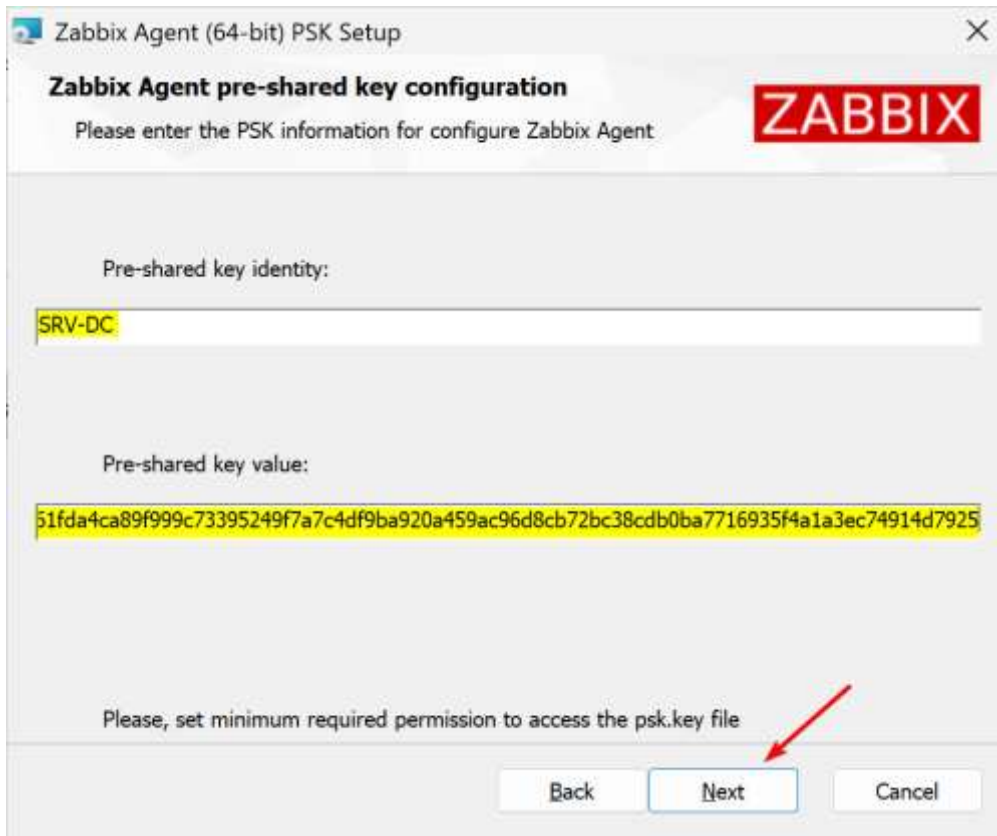 Zabbix Agent (64-bit) PSK Setup
Zabbix Agent pre-shared key configuration
Please enter the PSK information for configure Zabbix Agent
ZABBIX
Pre-shared key identity:
SRV-DC
Pre-shared key value:
51fda4ca89f999c73395249f7a7c4df9ba920a459ac96d8cb72bc38cdb0ba7716935f4a1a3ec74914d7925
Please, set minimum required permission to access the psk.key file
Back
Next
Cancel